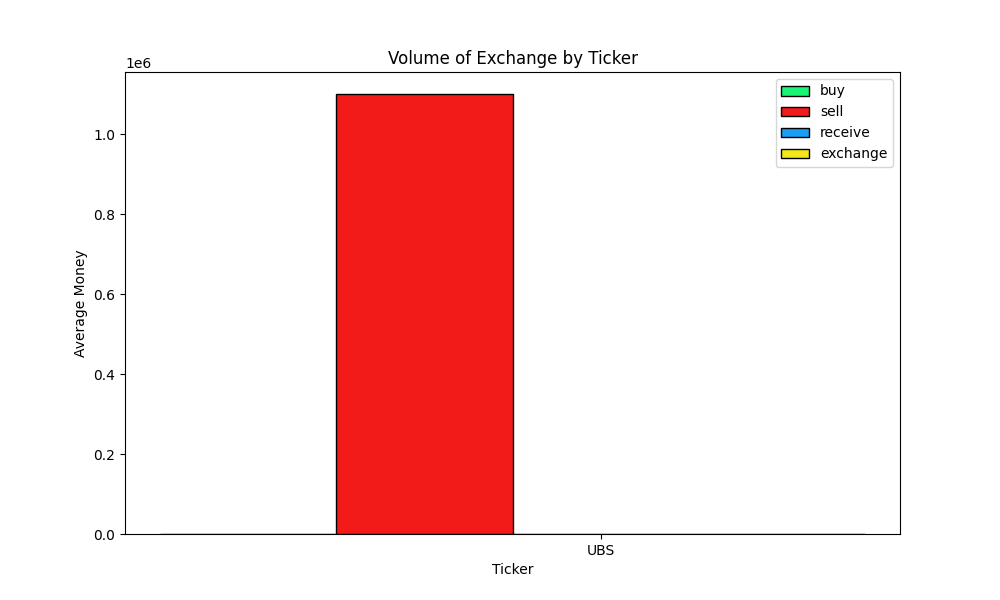 Volume of Exchange by Ticker
1e6
buy
sell
receive
exchange
1.0
0.8
0.6
0.4
0.2
0.0
Average Money
UBS
Ticker